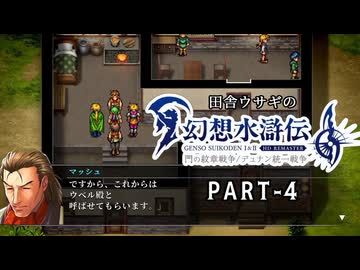 田舎ウサギの
幻想水滸伝
GENSO SUIKODEN I&II HD REMASTER
門の紋章戦争/デュナン統一戦争
PART-4
マッシュ
ですから、これからは
ウベル殿と
呼ばせてもらいます。